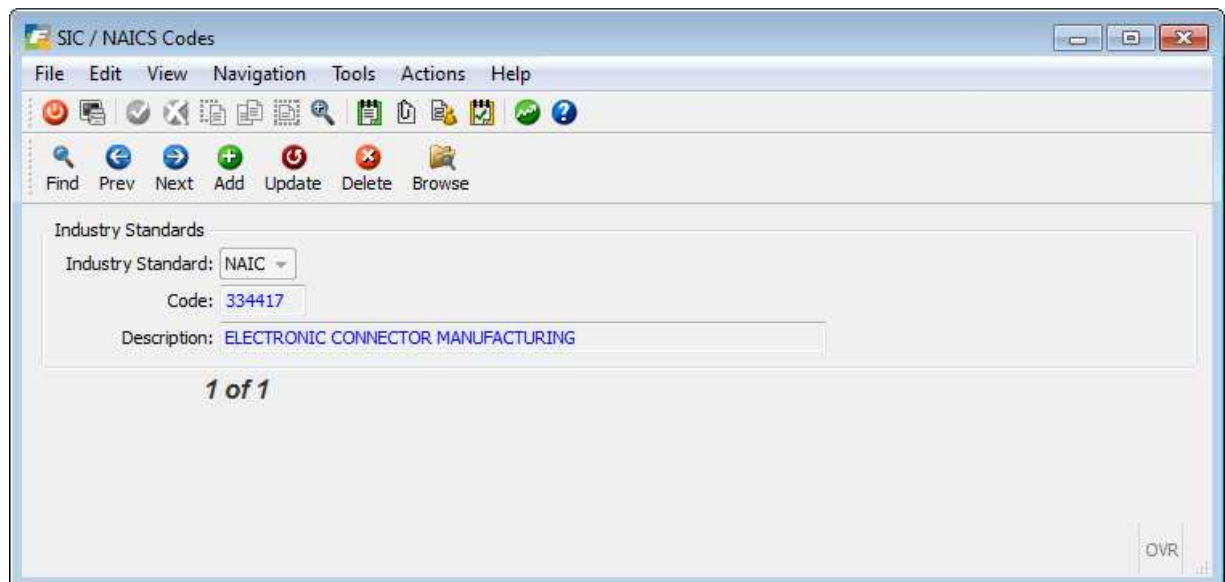 SIC / NAICS Codes
File Edit View Navigation Tools Actions Help
Find Prev Next Add Update Delete Browse
Industry Standards
Industry Standard: NAIC
Code: 334417
Description: ELECTRONIC CONNECTOR MANUFACTURING
1 of 1
OVR